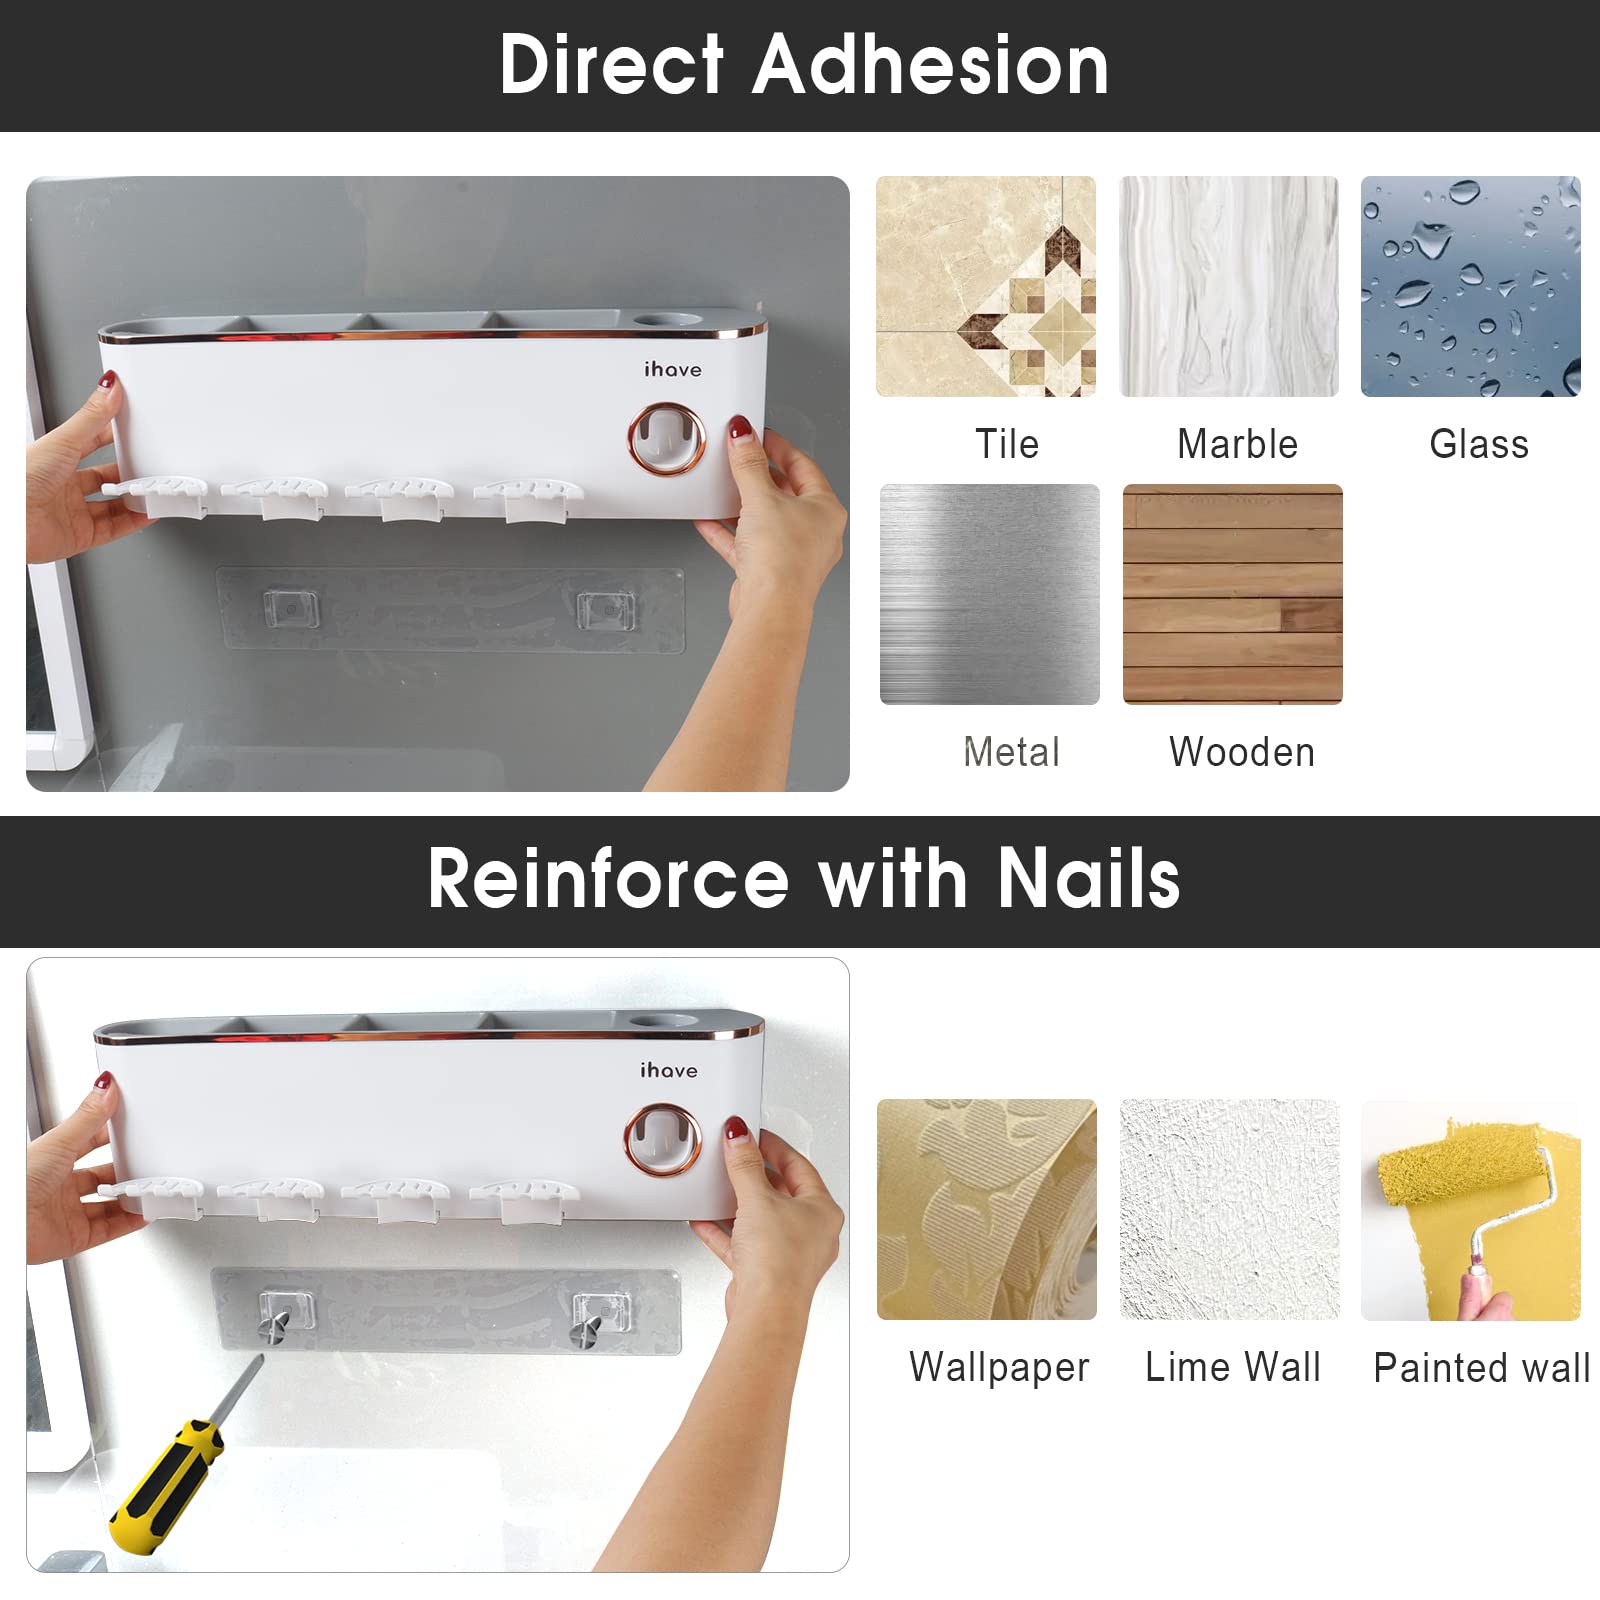 Direct Adhesion
ihave
Tile
Marble
Glass
Metal
Wooden
Reinforce with Nails
ihave
Wallpaper
Lime Wall
Painted wall